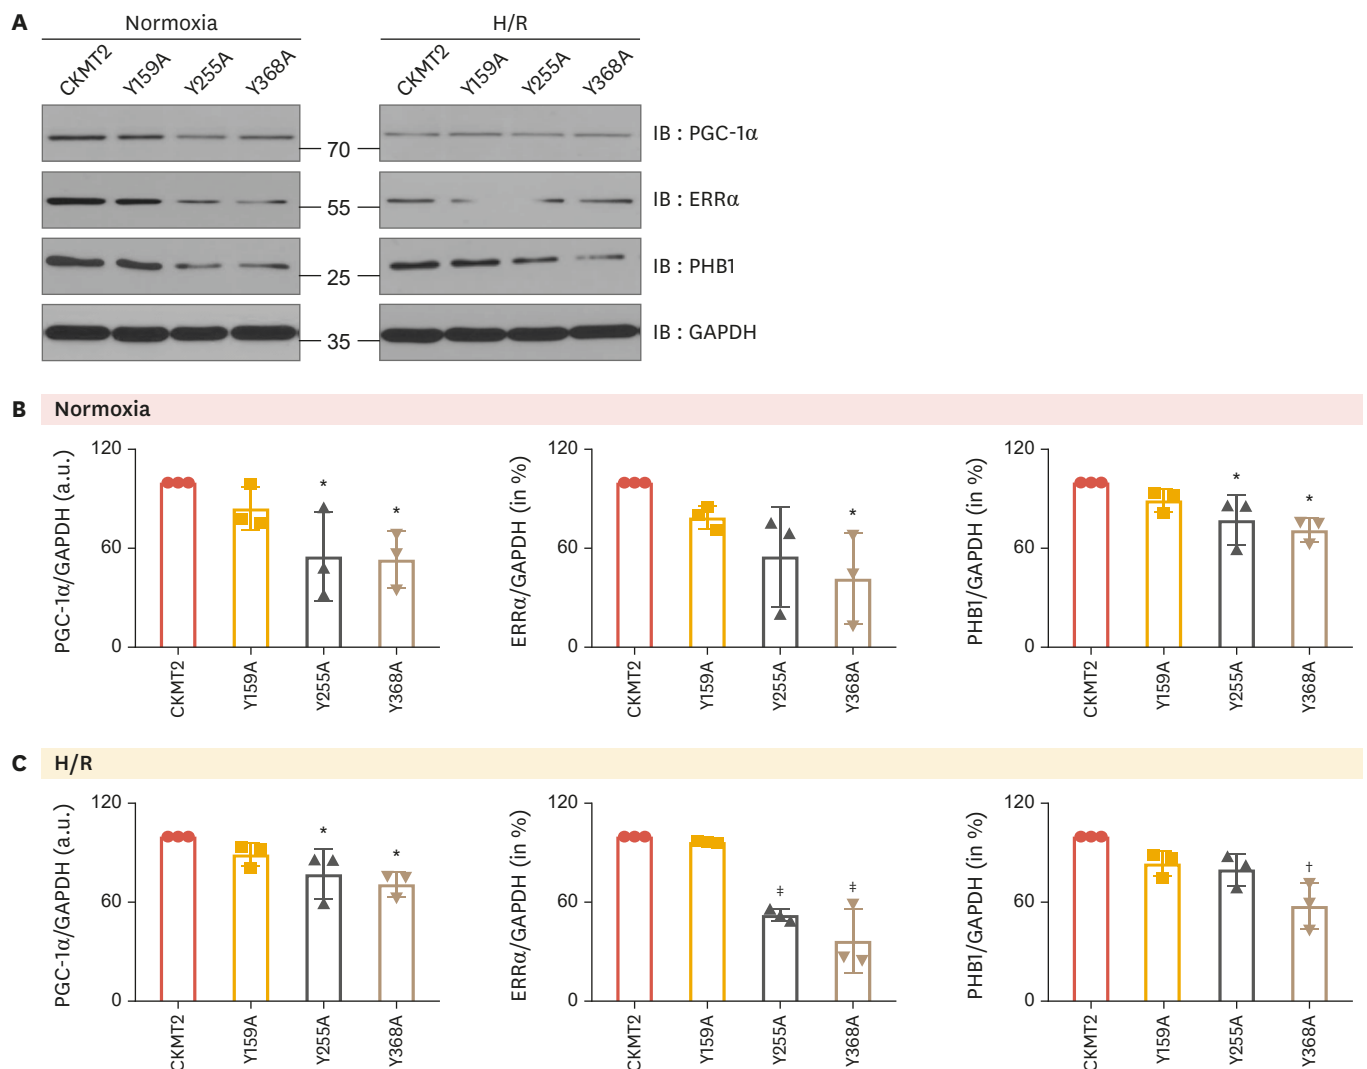 A
Normoxia
H/R
CKMT2 Y159A Y255A Y368A
CKMT2 Y159A Y255A Y368A
70
IB : PGC-1α
55
IB : ERRα
25
IB : PHB1
35
IB : GAPDH
B Normoxia
PGC-1α/GAPDH (a.u.)
120
60
0
* *
CKMT2 Y159A Y255A Y368A
ERRα/GAPDH (in %)
120
60
0
*
CKMT2 Y159A Y255A Y368A
PHB1/GAPDH (in %)
120
60
0
* *
CKMT2 Y159A Y255A Y368A
C H/R
PGC-1α/GAPDH (a.u.)
120
60
0
* *
CKMT2 Y159A Y255A Y368A
ERRα/GAPDH (in %)
120
60
0
‡ ‡
CKMT2 Y159A Y255A Y368A
PHB1/GAPDH (in %)
120
60
0
†
CKMT2 Y159A Y255A Y368A